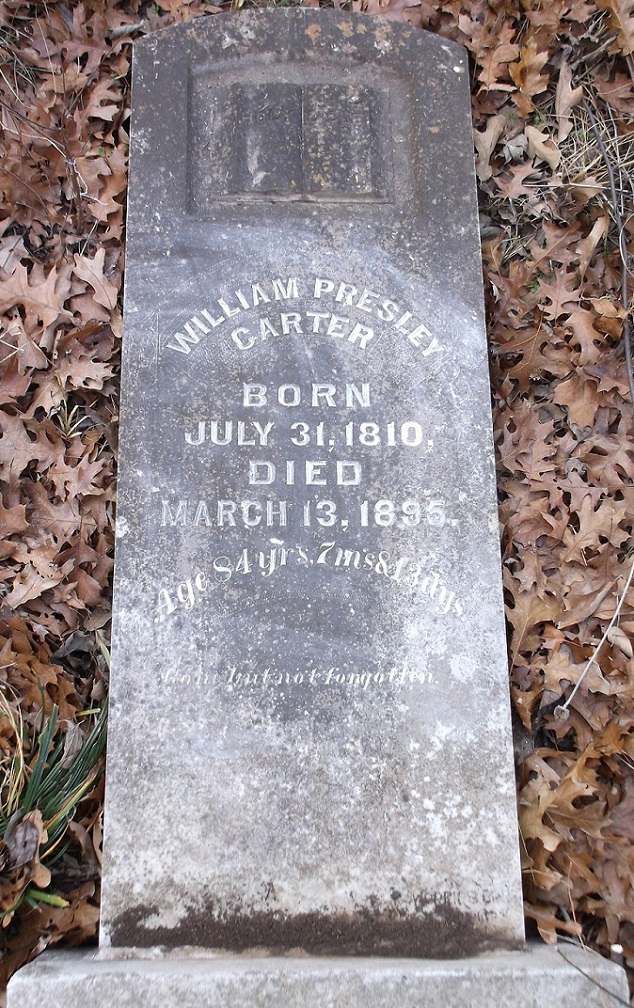 WILLIAM PRESLEY
CARTER
BORN
JULY 31, 1810,
DIED
MARCH 13, 1895.
Age 84 yrs, 7 ms & 13 dys
Gone but not forgotten.